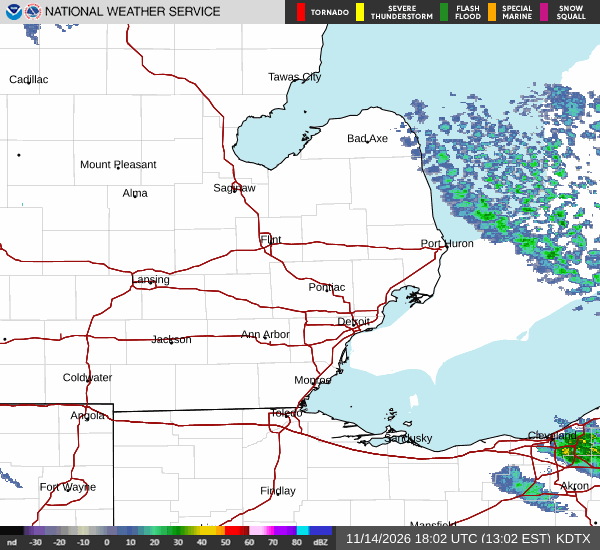 NATIONAL WEATHER SERVICE
TORNADO
SEVERE THUNDERSTORM
FLASH FLOOD
SPECIAL MARINE
SNOW SQUALL
Cadillac
Tawas City
Bad Axe
Mount Pleasant
Alma
Saginaw
Flint
Port Huron
Lansing
Pontiac
Detroit
Jackson
Ann Arbor
Coldwater
Monroe
Angola
Toledo
Sandusky
Cleveland
Fort Wayne
Findlay
Akron
Mansfield
nd -30 -20 -10 0 10 20 30 40 50 60 70 80 dBZ
11/14/2026 18:02 UTC (13:02 EST) KDTX